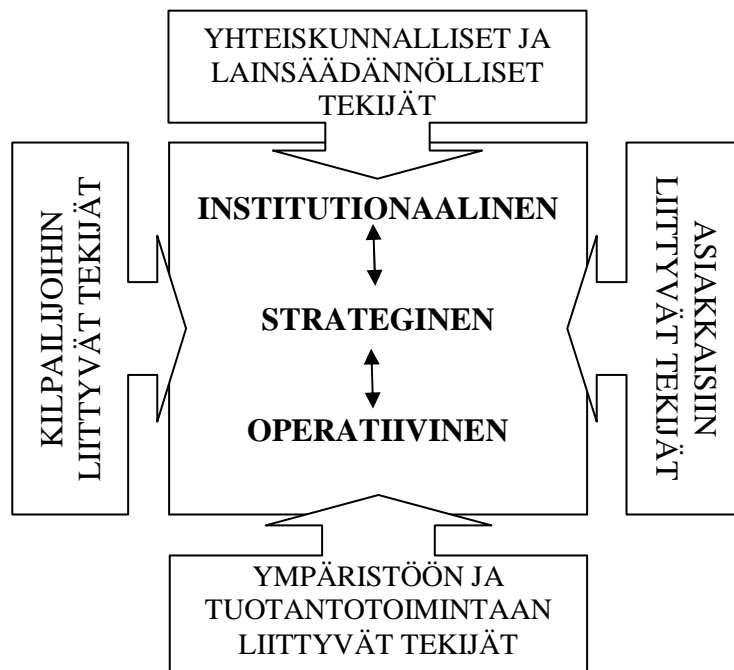 YHTEISKUNNALLISET JA
LAINSÄÄDÄNNÖLLISET
TEKIJÄT
KILPAILIJOIHIN
LIITTYVÄT TEKIJÄT
INSTITUTIONAALINEN
STRATEGINEN
OPERATIIVINEN
ASIAKKAISIIN
LIITTYVÄT TEKIJÄT
YMPÄRISTÖÖN JA
TUOTANTOTOIMINTAAN
LIITTYVÄT TEKIJÄT